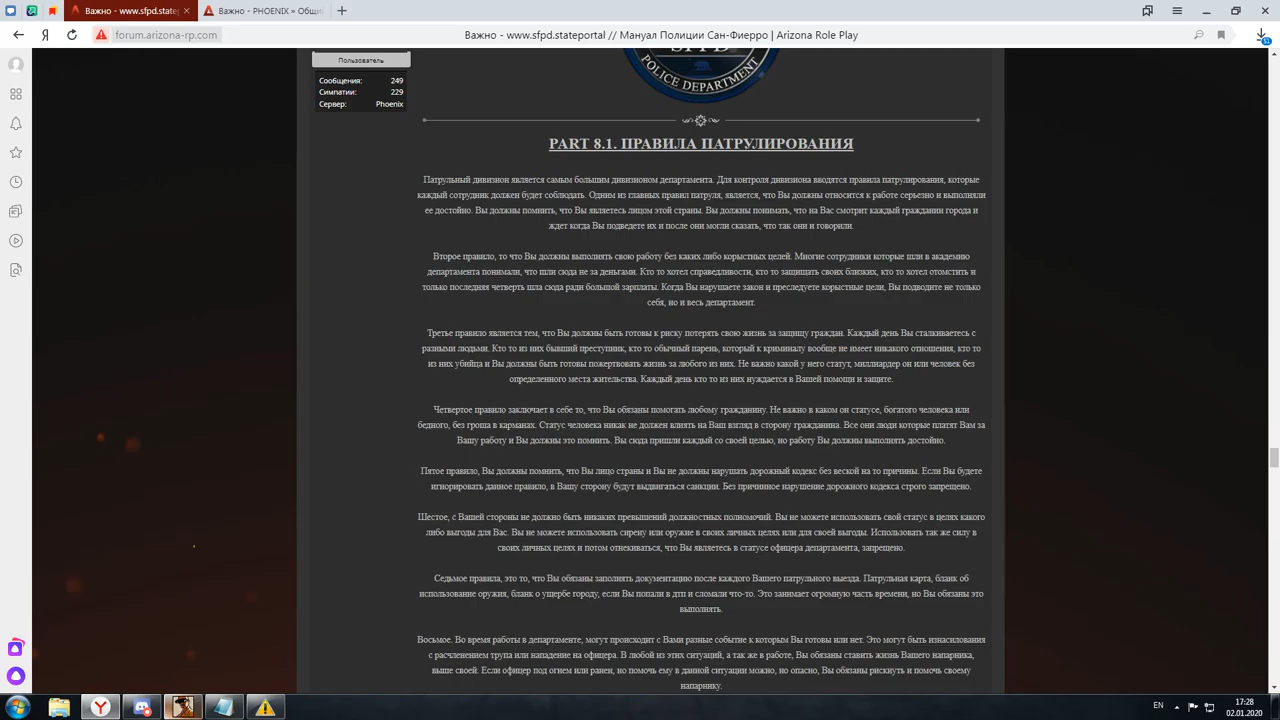 Важно - www.sfpd.statep
Важно - PHOENIX » Общи
forum.arizona-rp.com
Важно - www.sfpd.stateportal // Мануал Полиции Сан-Фиерро | Arizona Role Play
Пользователь
Сообщения: 249
Симпатии: 229
Сервер: Phoenix
SFPD
POLICE DEPARTMENT
PART 8.1. ПРАВИЛА ПАТРУЛИРОВАНИЯ
Патрульный дивизион является самым большим дивизионом департамента. Для контроля дивизиона вводятся правила патрулирования, которые
каждый сотрудник должен будет соблюдать. Одним из главных правил патруля, является, что Вы должны относится к работе серьезно и выполняли
ее достойно. Вы должны помнить, что Вы являетесь лицом этой страны. Вы должны понимать, что на Вас смотрит каждый граждании города и
ждет когда Вы подведете их и после они могли сказать, что так они и говорили.
Второе правило, то что Вы должны выполнять свою работу без каких либо корыстных целей. Многие сотрудники которые шли в академию
департамента понимали, что шли сюда не за деньгами. Кто то хотел справедливости, кто то защищать своих близких, кто то хотел отомстить и
только последняя четверть шла сюда ради большой зарплаты. Когда Вы нарушаете закон и преследуете корыстные цели, Вы подводите не только
себя, но и весь департамент.
Третье правило является тем, что Вы должны быть готовы к риску потерять свою жизнь за защищу граждан. Каждый день Вы сталкиваетесь с
разными людьми. Кто то из них бывший преступник, кто то обычный парень, который к криминалу вообще не имеет никакого отношения, кто то
из них убийца и Вы должны быть готовы пожертвовать жизнь за любого из них. Не важно какой у него статут, миллиардер он или человек без
определенного места жительства. Каждый день кто то из них нуждается в Вашей помощи и защите.
Четвертое правило заключает в себе то, что Вы обязаны помогать любому гражданину. Не важно в каком он статусе, богатого человека или
бедного, без гроша в карманах. Статус человека никак не должен влиять на Ваш взгляд в сторону гражданина. Все они люди которые платят Вам за
Вашу работу и Вы должны это помнить. Вы сюда пришли каждый со своей целью, но работу Вы должны выполнять достойно.
Пятое правило, Вы должны помнить, что Вы лицо страны и Вы не должны нарушать дорожный кодекс без веской на то причины. Если Вы будете
игнорировать данное правило, в Вашу сторону будут выдвигаться санкции. Без причинное нарушение дорожного кодекса строго запрещено.
Шестое, с Вашей стороны не должно быть никаких превышений должностных полномочий. Вы не можете использовать свой статус в целях какого
либо выгоды для Вас. Вы не можете использовать сирену или оружие в своих личных целях или для своей выгоды. Использовать так же силу в
своих личных целях и потом отнекиваться, что Вы являетесь в статусе офицера департамента, запрещено.
Седьмое правила, это то, что Вы обязаны заполнять документацию после каждого Вашего патрульного выезда. Патрульная карта, бланк об
использование оружия, бланк о ущербе городу, если Вы попали в дтп и сломали что-то. Это занимает огромную часть времени, но Вы обязаны это
выполнять.
Восьмое. Во время работы в департаменте, могут происходит с Вами разные событие к которым Вы готовы или нет. Это могут быть изнасилования
с расчленением трупа или нападение на офицера. В любой из этих ситуаций, а так же в работе, Вы обязаны ставить жизнь Вашего напарника,
выше своей. Если офицер под огнем или ранен, но помочь ему в данной ситуации можно, но опасно, Вы обязаны рискнуть и помочь своему
напарнику.
EN
17:28
02.01.2020